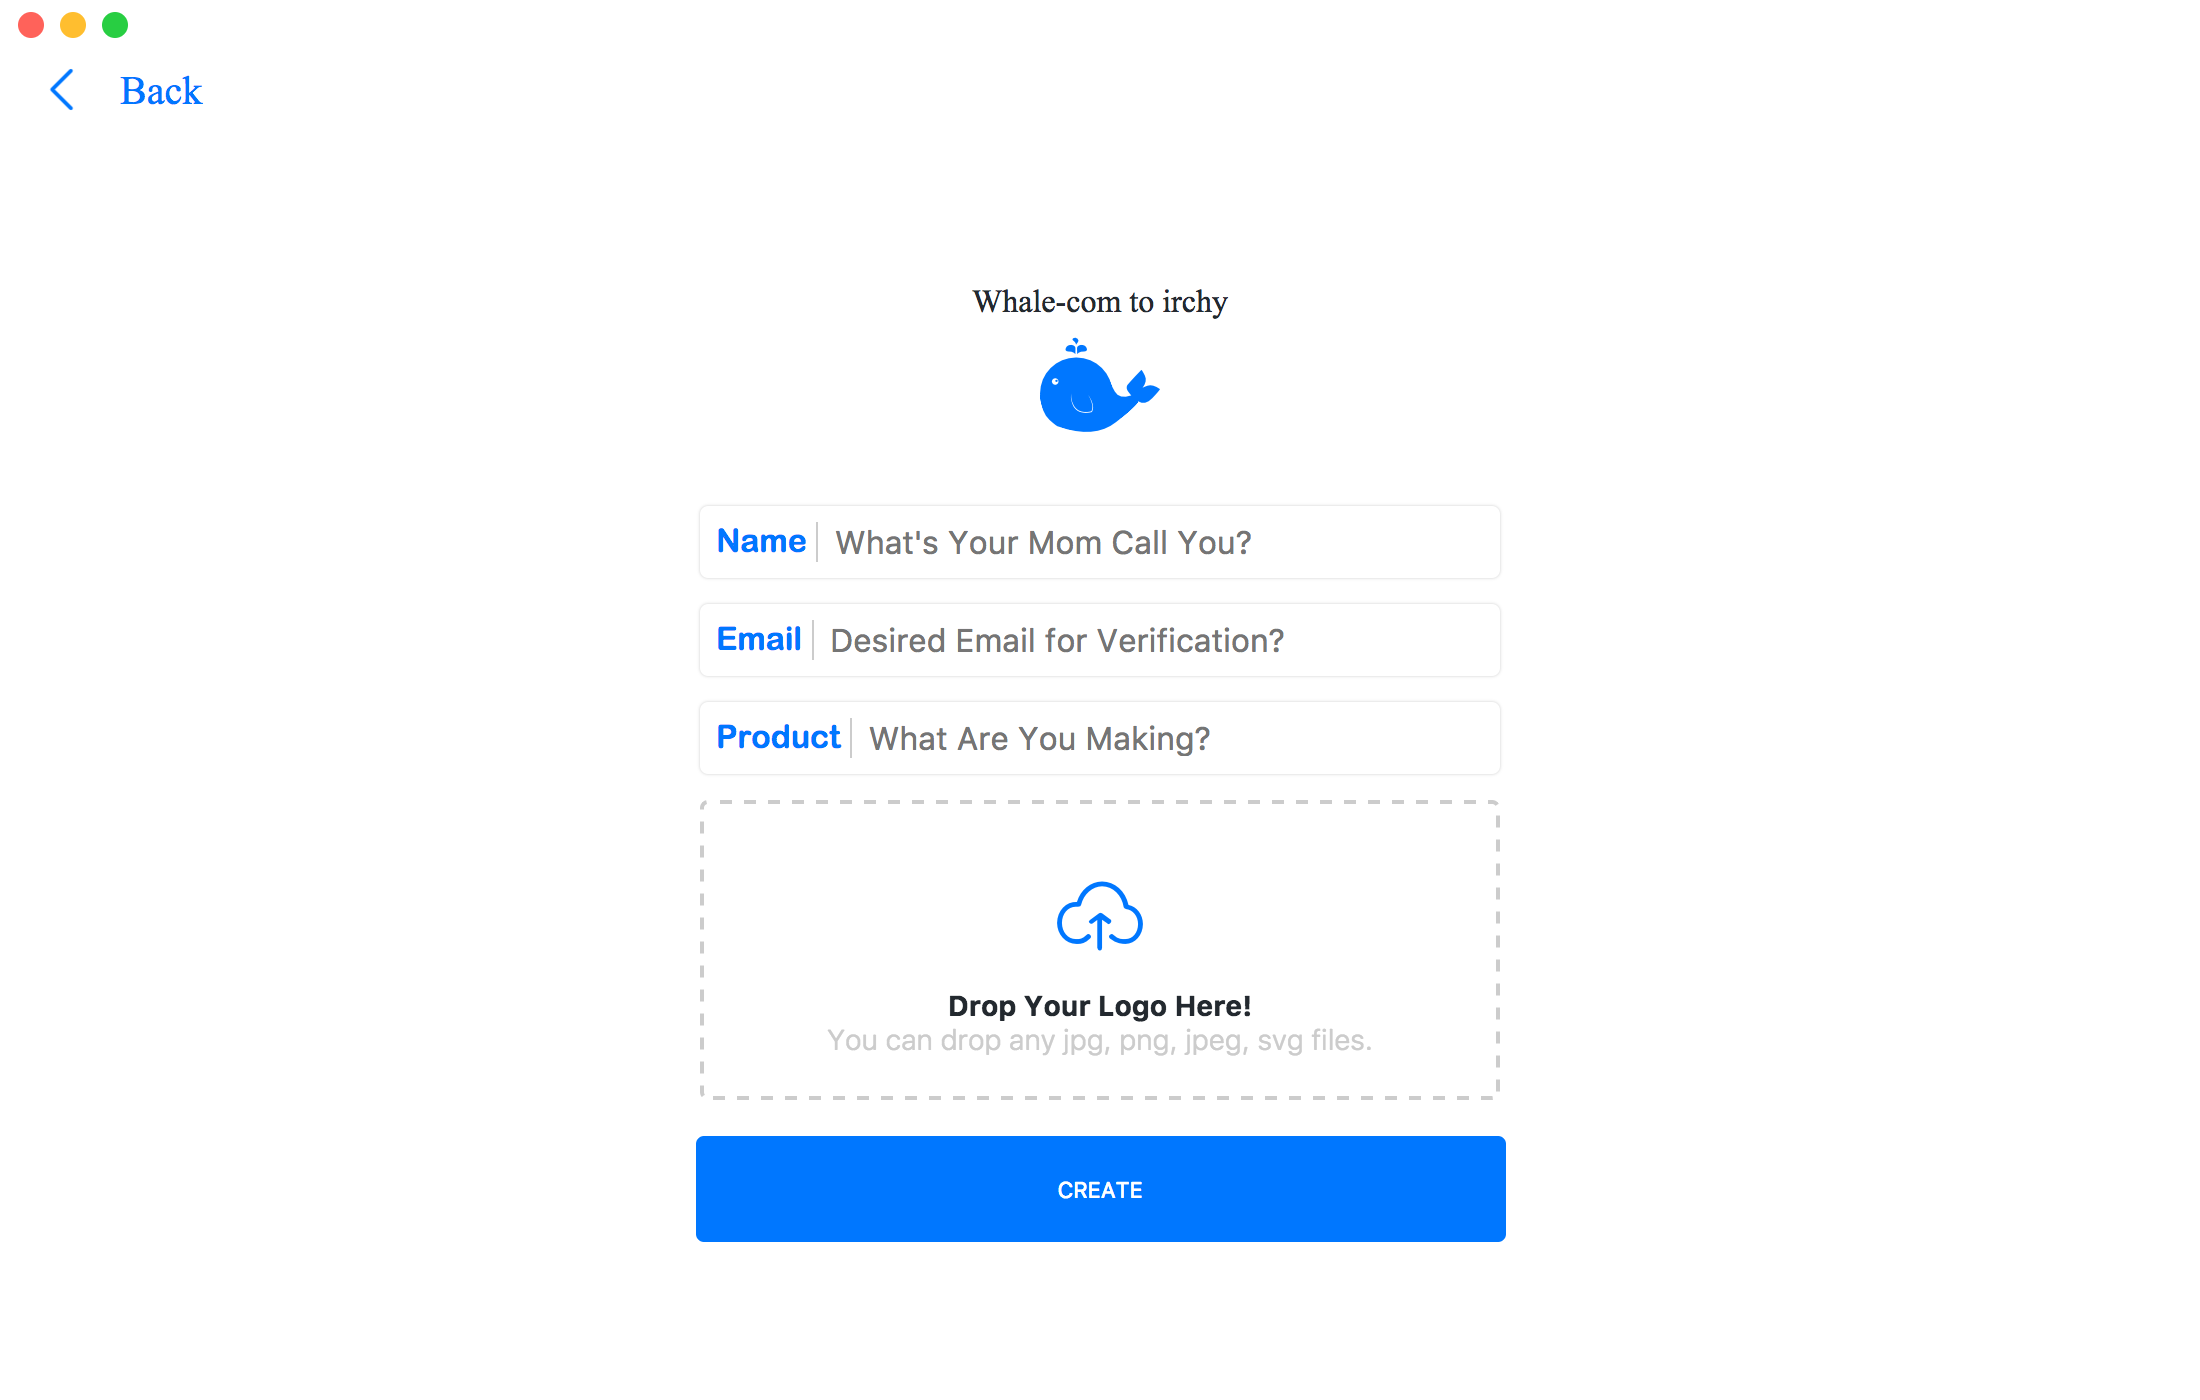 Back
Whale-com to irchy
Name What's Your Mom Call You?
Email Desired Email for Verification?
Product What Are You Making?
Drop Your Logo Here!
You can drop any jpg, png, jpeg, svg files.
CREATE